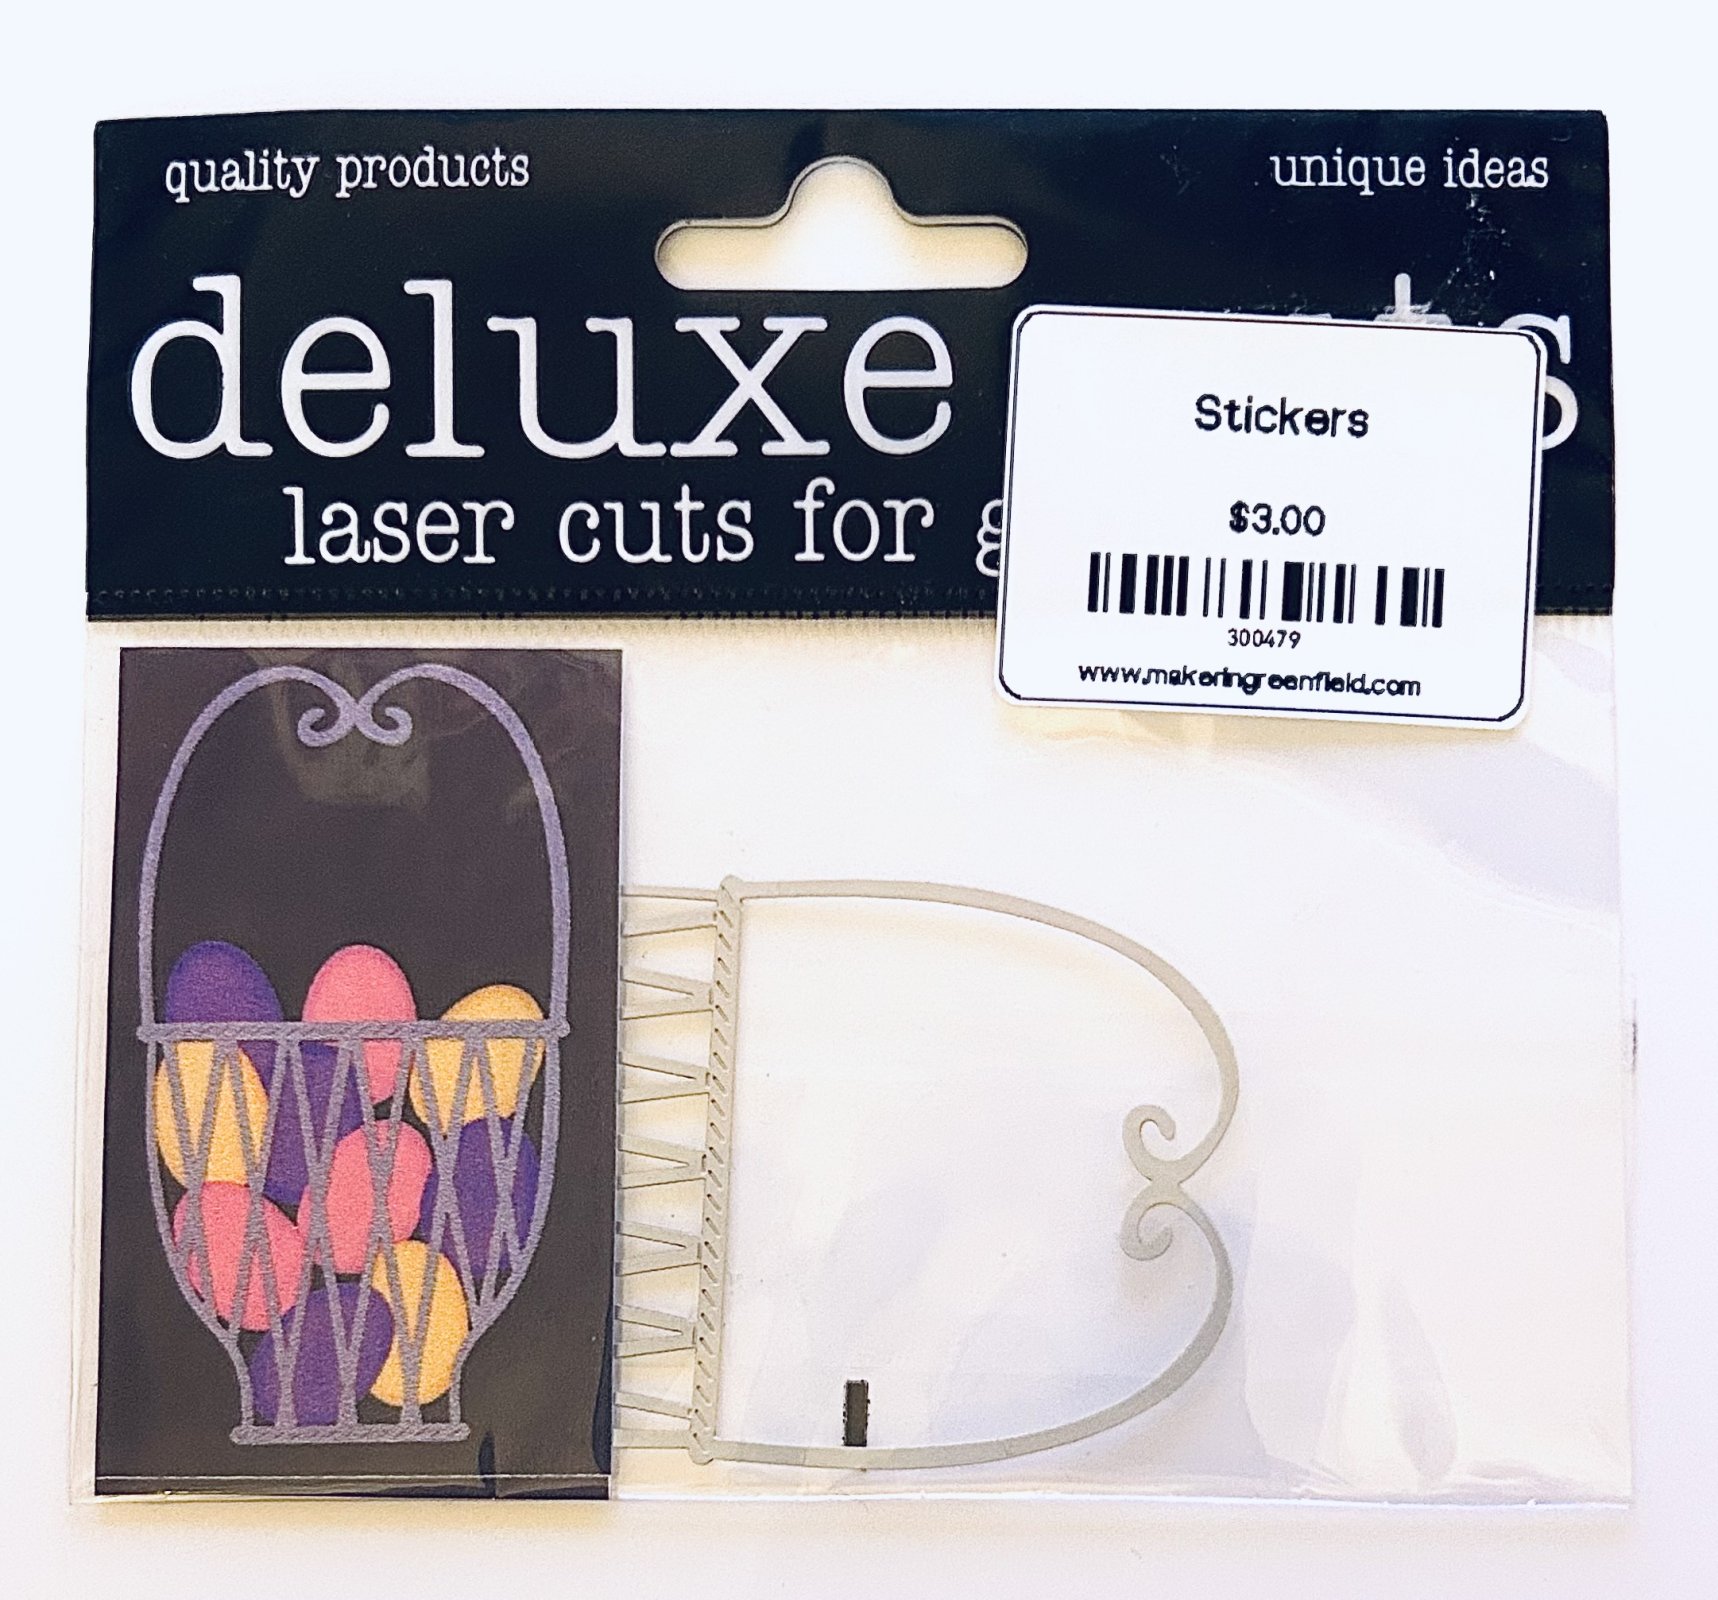 quality products
unique ideas
deluxe
laser cuts for
Stickers
$3.00
300479
www.makeringreenfield.com